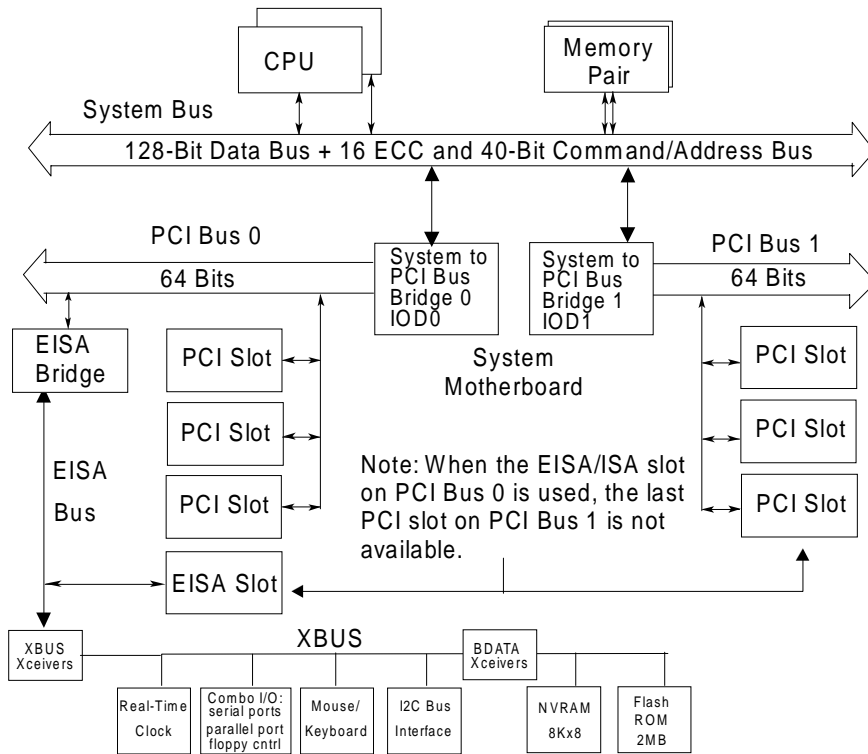 CPU
Memory
Pair
System Bus
128-Bit Data Bus + 16 ECC and 40-Bit Command/Address Bus
PCI Bus 0
64 Bits
System to
PCI Bus
Bridge 0
IOD0
System to
PCI Bus
Bridge 1
IOD1
PCI Bus 1
64 Bits
EISA
Bridge
PCI Slot
PCI Slot
PCI Slot
System
Motherboard
PCI Slot
PCI Slot
PCI Slot
EISA
Bus
Note: When the EISA/ISA slot
on PCI Bus 0 is used, the last
PCI slot on PCI Bus 1 is not
available.
EISA Slot
XBUS
Xceivers
XBUS
BDATA
Xceivers
Real-Time
Clock
Combo I/O:
serial ports
parallel port
floppy cntrl
Mouse/
Keyboard
I2C Bus
Interface
NVRAM
8Kx8
Flash
ROM
2MB